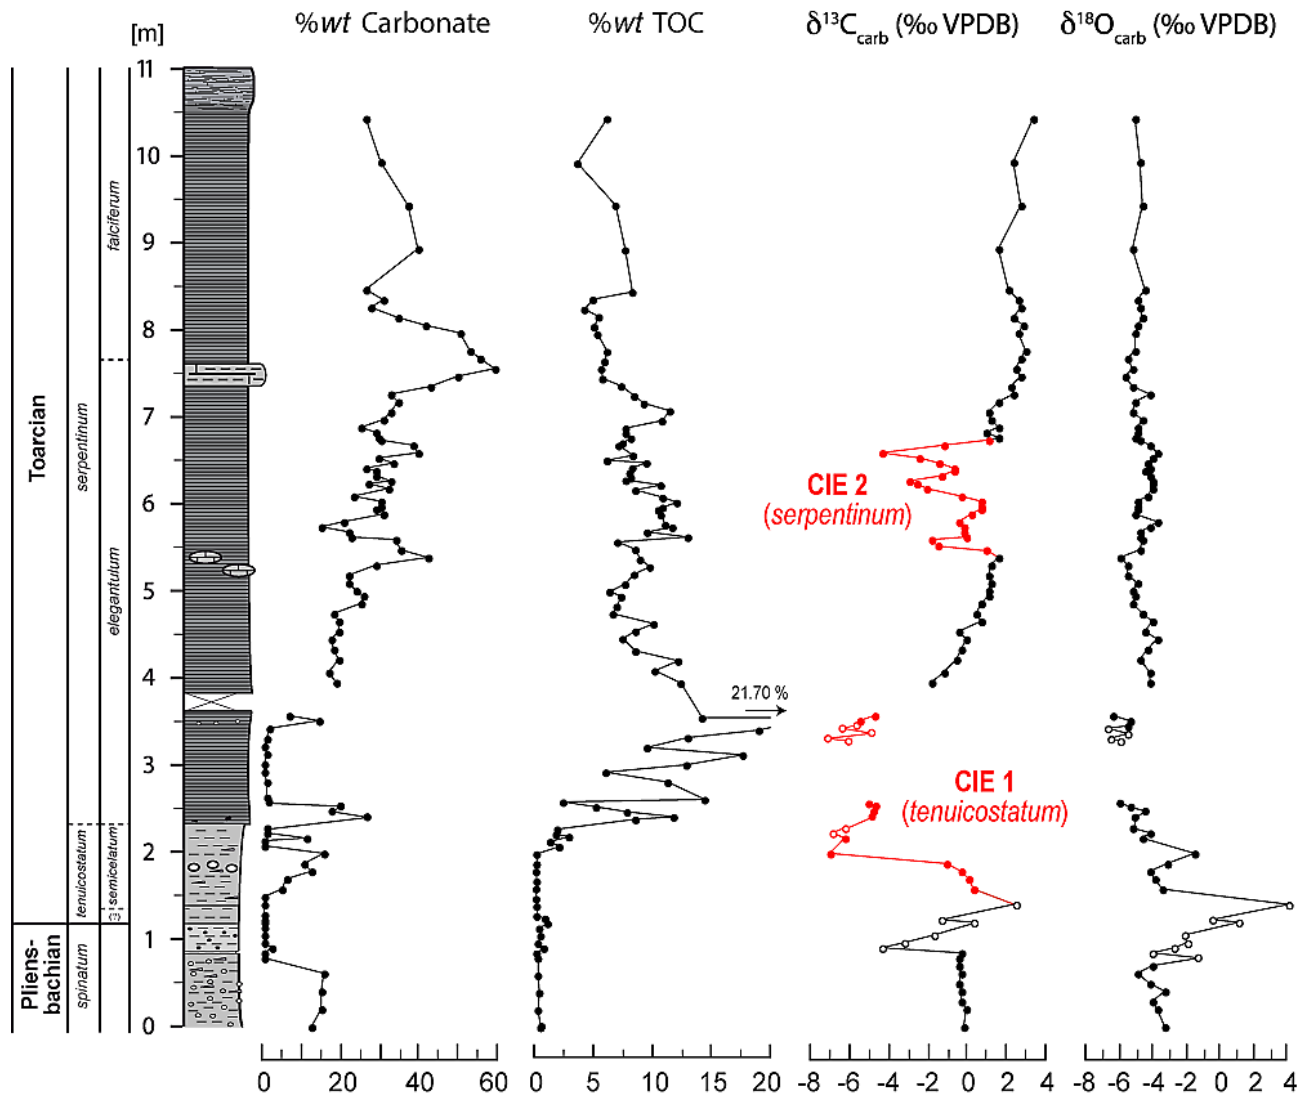 %wt Carbonate
%wt TOC
δ¹³C_carb (‰ VPDB)
δ¹⁸O_carb (‰ VPDB)
[m]
11
10
9
8
7
6
5
4
3
2
1
0
Toarcian
Pliens-
bachian
serpentinum
tenuicostatum
spinatum
falciferum
elegantulum
semicelatum
21.70 %
CIE 2
(serpentinum)
CIE 1
(tenuicostatum)
0 20 40 60
0 5 10 15 20
-8 -6 -4 -2 0 2 4
-8 -6 -4 -2 0 2 4